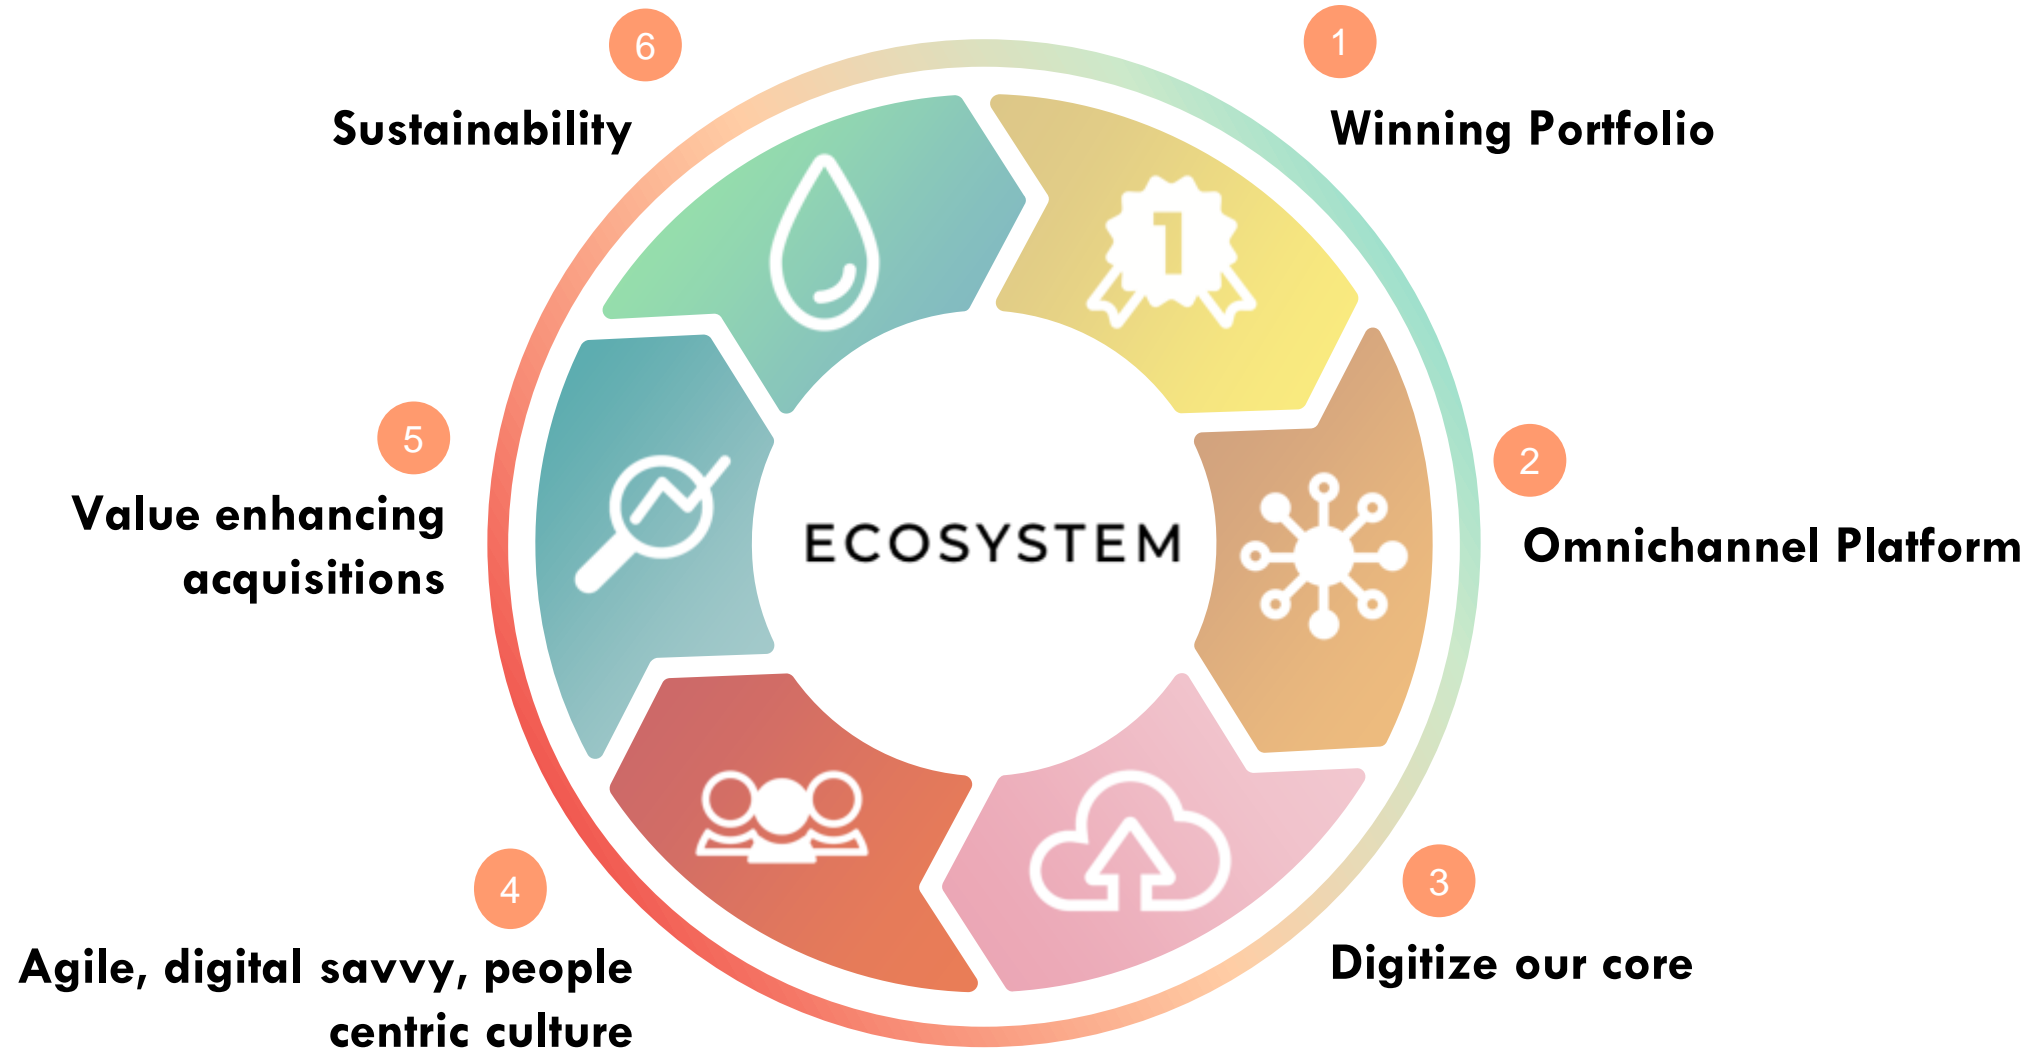 1
Winning Portfolio
2
Omnichannel Platform
3
Digitize our core
4
Agile, digital savvy, people
centric culture
5
Value enhancing
acquisitions
6
Sustainability
1
ECOSYSTEM